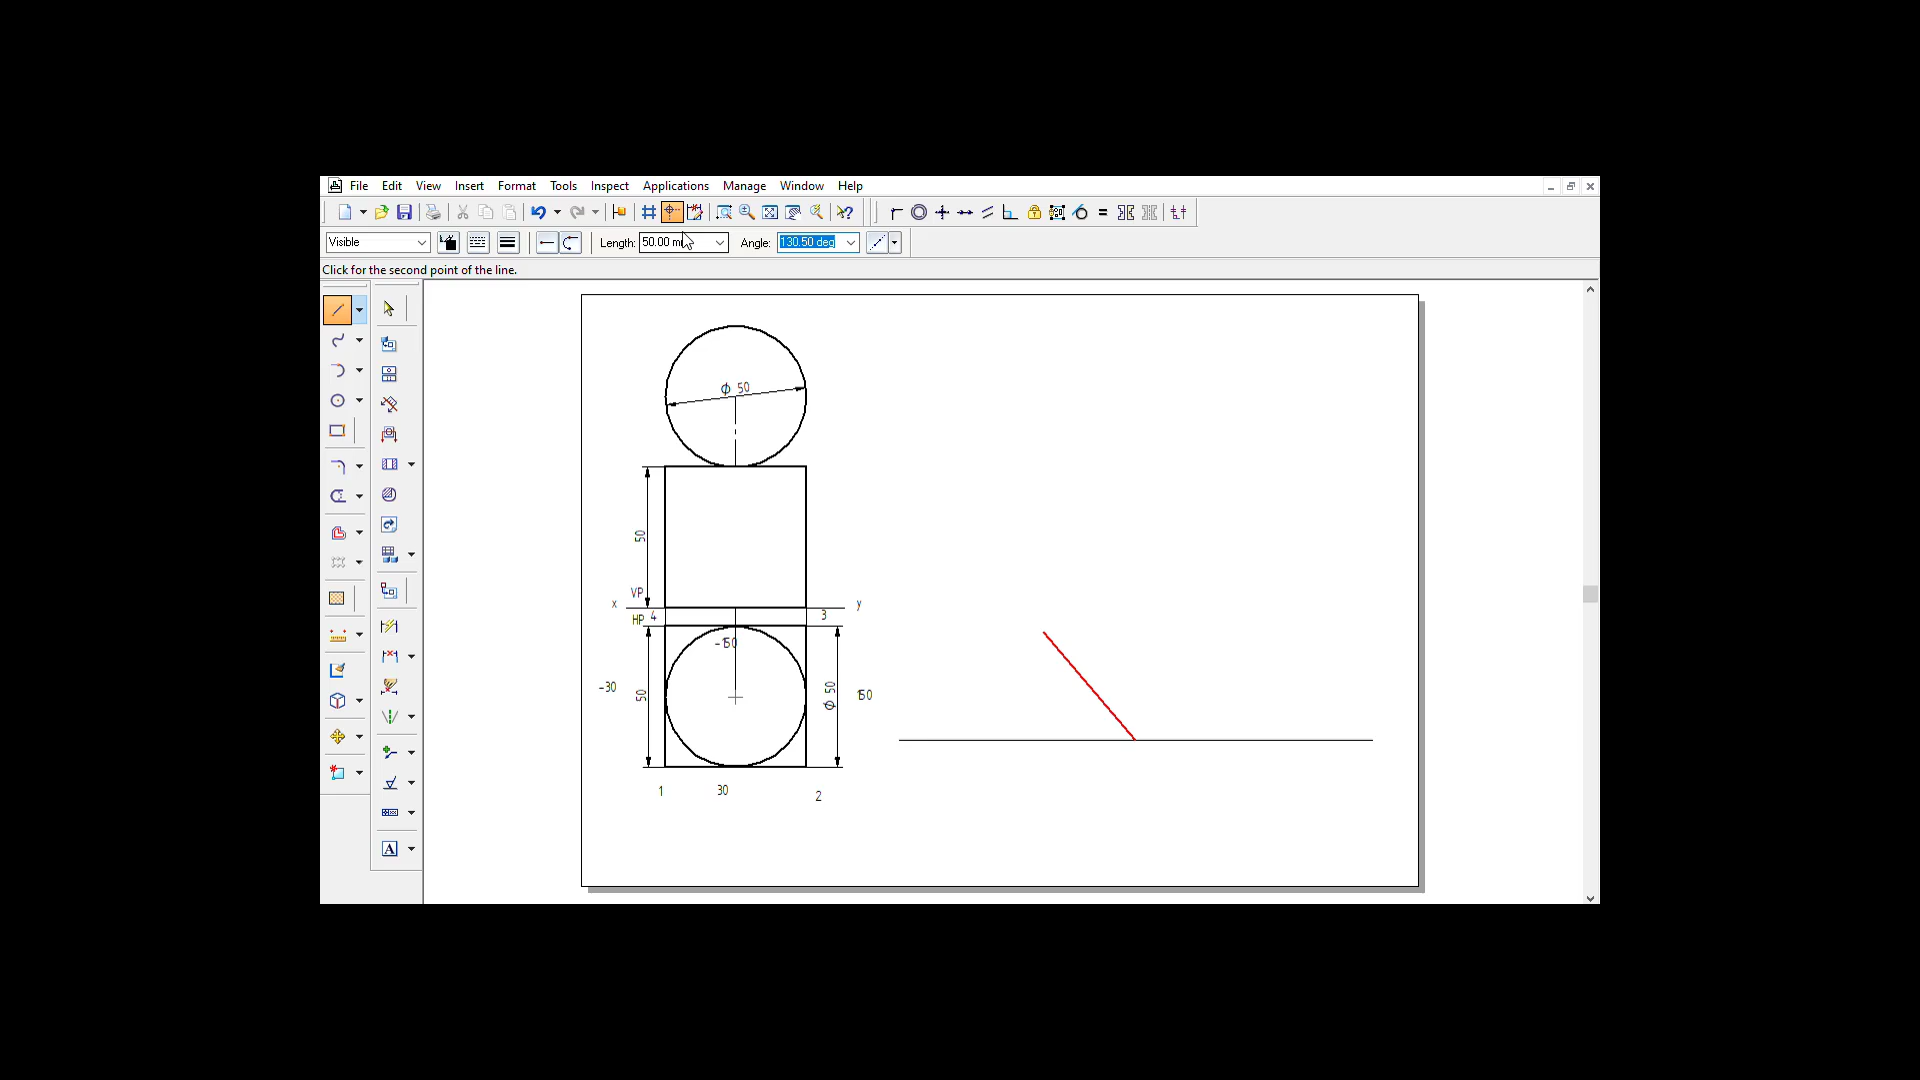 File Edit View Insert Format Tools Inspect Applications Manage Window Help
Visible Length: 50.00 m Angle: 130.50 deg
Click for the second point of the line.
ϕ 50
50
VP
x y
HP 4 3
-150
-30 50 ϕ 50 150
1 30 2
A